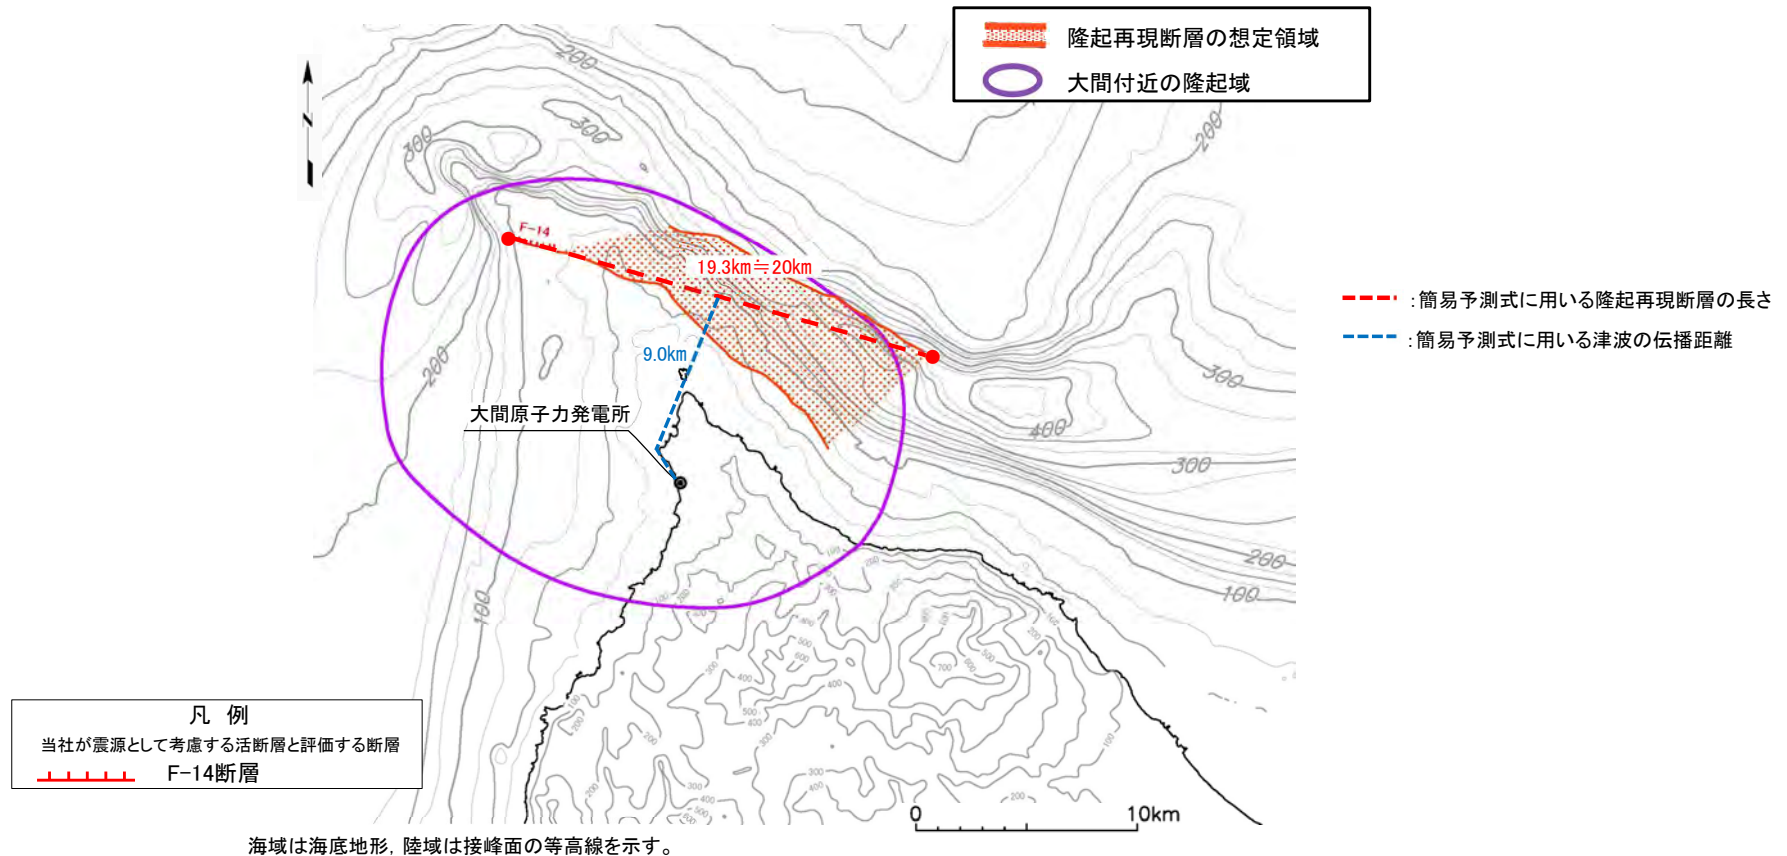 隆起再現断層の想定領域
大間付近の隆起域
N
200
300
300
200
F-14
19.3km≒20km
:簡易予測式に用いる隆起再現断層の長さ
:簡易予測式に用いる津波の伝播距離
9.0km
200
300
大間原子力発電所
400
300
200
100
100
凡 例
当社が震源として考慮する活断層と評価する断層
F-14断層
0
10km
海域は海底地形, 陸域は接峰面の等高線を示す。